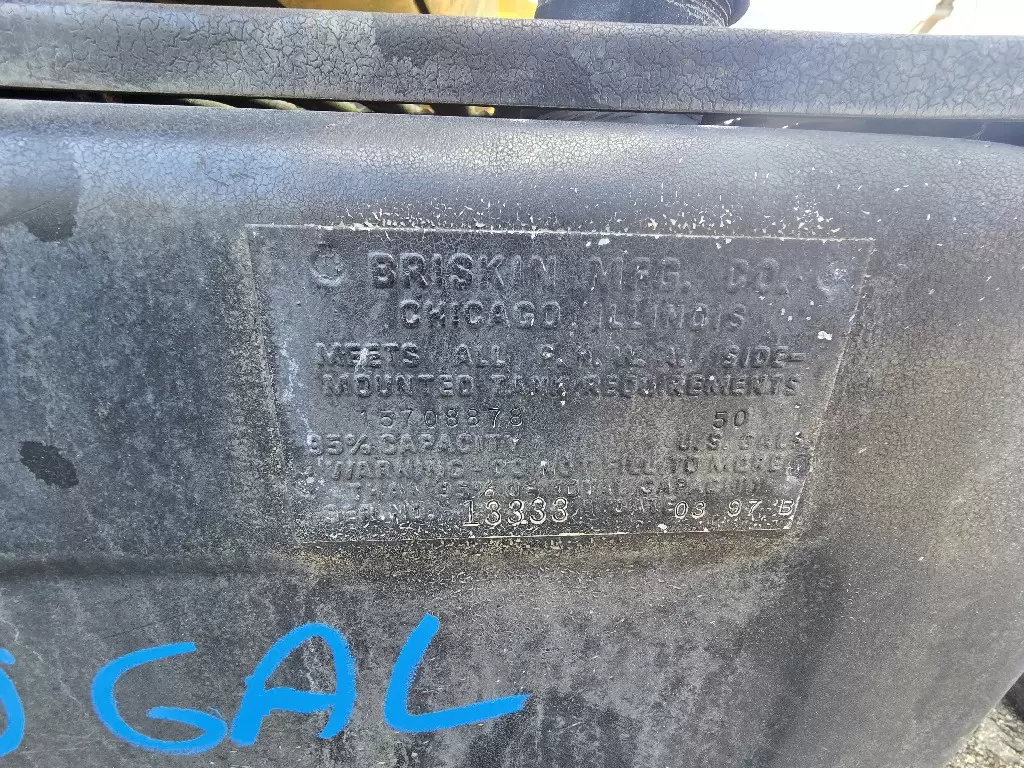 BRISKIN MFG. CO.
CHICAGO, ILLINOIS
MEETS ALL F.H.W.A. SIDE-
MOUNTED TANK REQUIREMENTS
15708878 50
95% CAPACITY U.S GALS
WARNING-DO NOT FILL TO MORE
THAN 95% OF TOTAL CAPACITY
SER.NO. 13333 DATE 03 97 B
GAL